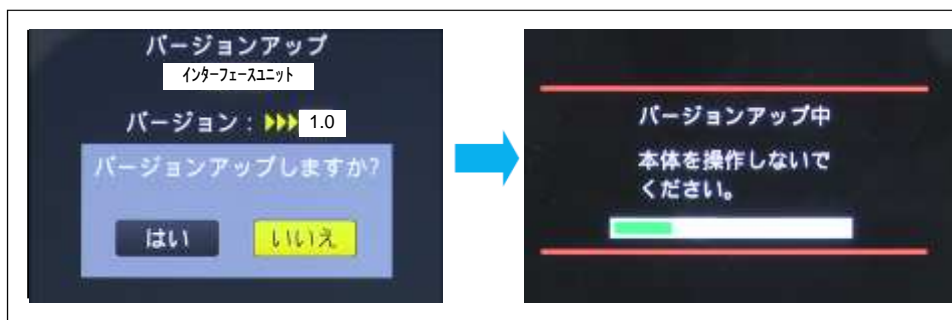 バージョンアップ
インターフェースユニット
バージョン : 1.0
バージョンアップしますか?
はい
いいえ
バージョンアップ中
本体を操作しないで
ください。